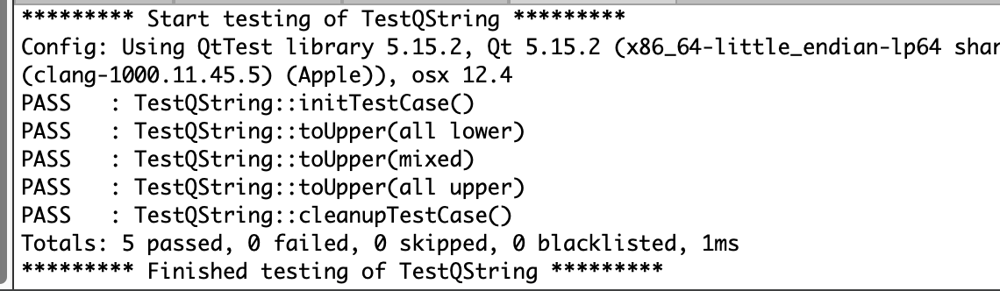 ********* Start testing of TestQString *********
Config: Using QtTest library 5.15.2, Qt 5.15.2 (x86_64-little_endian-lp64
(clang-1000.11.45.5) (Apple)), osx 12.4
PASS   : TestQString::initTestCase()
PASS   : TestQString::toUpper(all lower)
PASS   : TestQString::toUpper(mixed)
PASS   : TestQString::toUpper(all upper)
PASS   : TestQString::cleanupTestCase()
Totals: 5 passed, 0 failed, 0 skipped, 0 blacklisted, 1ms
********* Finished testing of TestQString *********